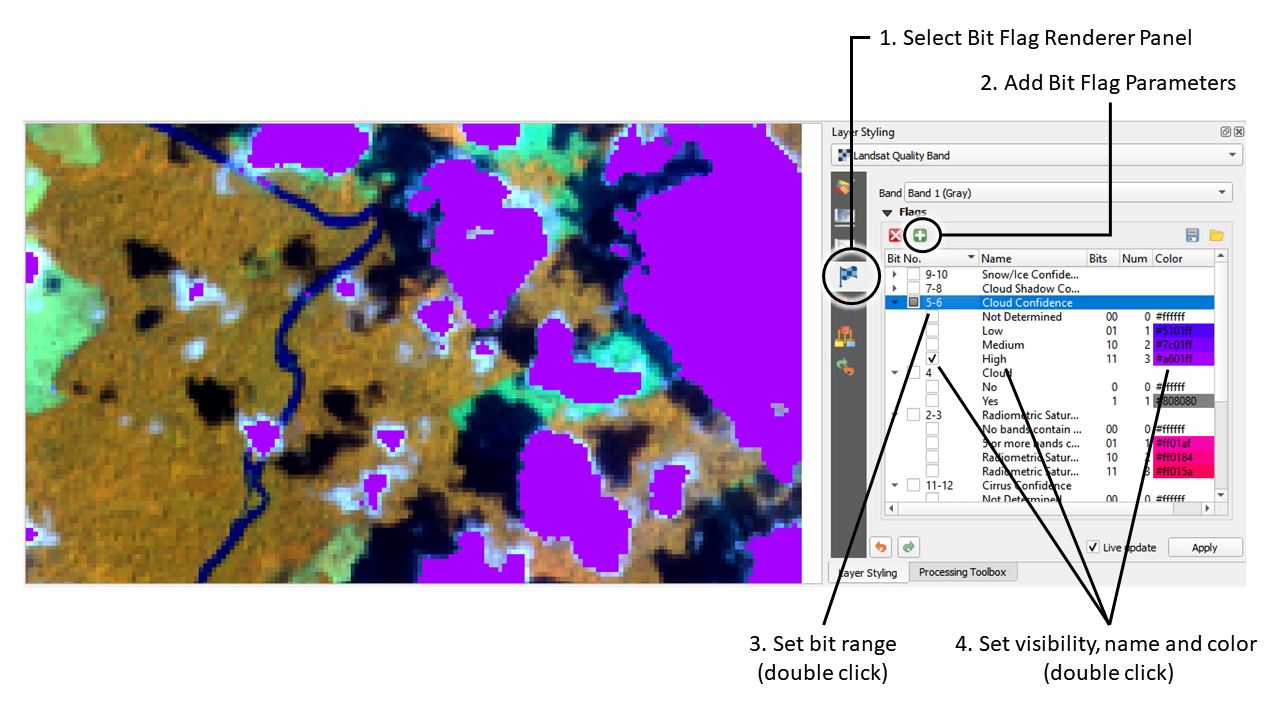 1. Select Bit Flag Renderer Panel
2. Add Bit Flag Parameters
Layer Styling
Landsat Quality Band
Band Band 1 (Gray)
Flags
Bit No. Name Bits Num Color
9-10 Snow/Ice Confide...
7-8 Cloud Shadow Co...
5-6 Cloud Confidence
Not Determined 00 0 #ffffff
Low 01 1 #5101ff
Medium 10 2 #7c01ff
High 11 3 #a601ff
4 Cloud
No 0 0 #ffffff
Yes 1 1 #808080
2-3 Radiometric Satur...
No bands contain ... 00 0 #ffffff
5 or more bands c... 01 1 #ff01af
Radiometric Satur... 10 2 #ff0184
Radiometric Satur... 11 3 #ff015a
11-12 Cirrus Confidence
Not Determined 00 0 #ffffff
Live update Apply
Layer Styling Processing Toolbox
3. Set bit range
(double click)
4. Set visibility, name and color
(double click)